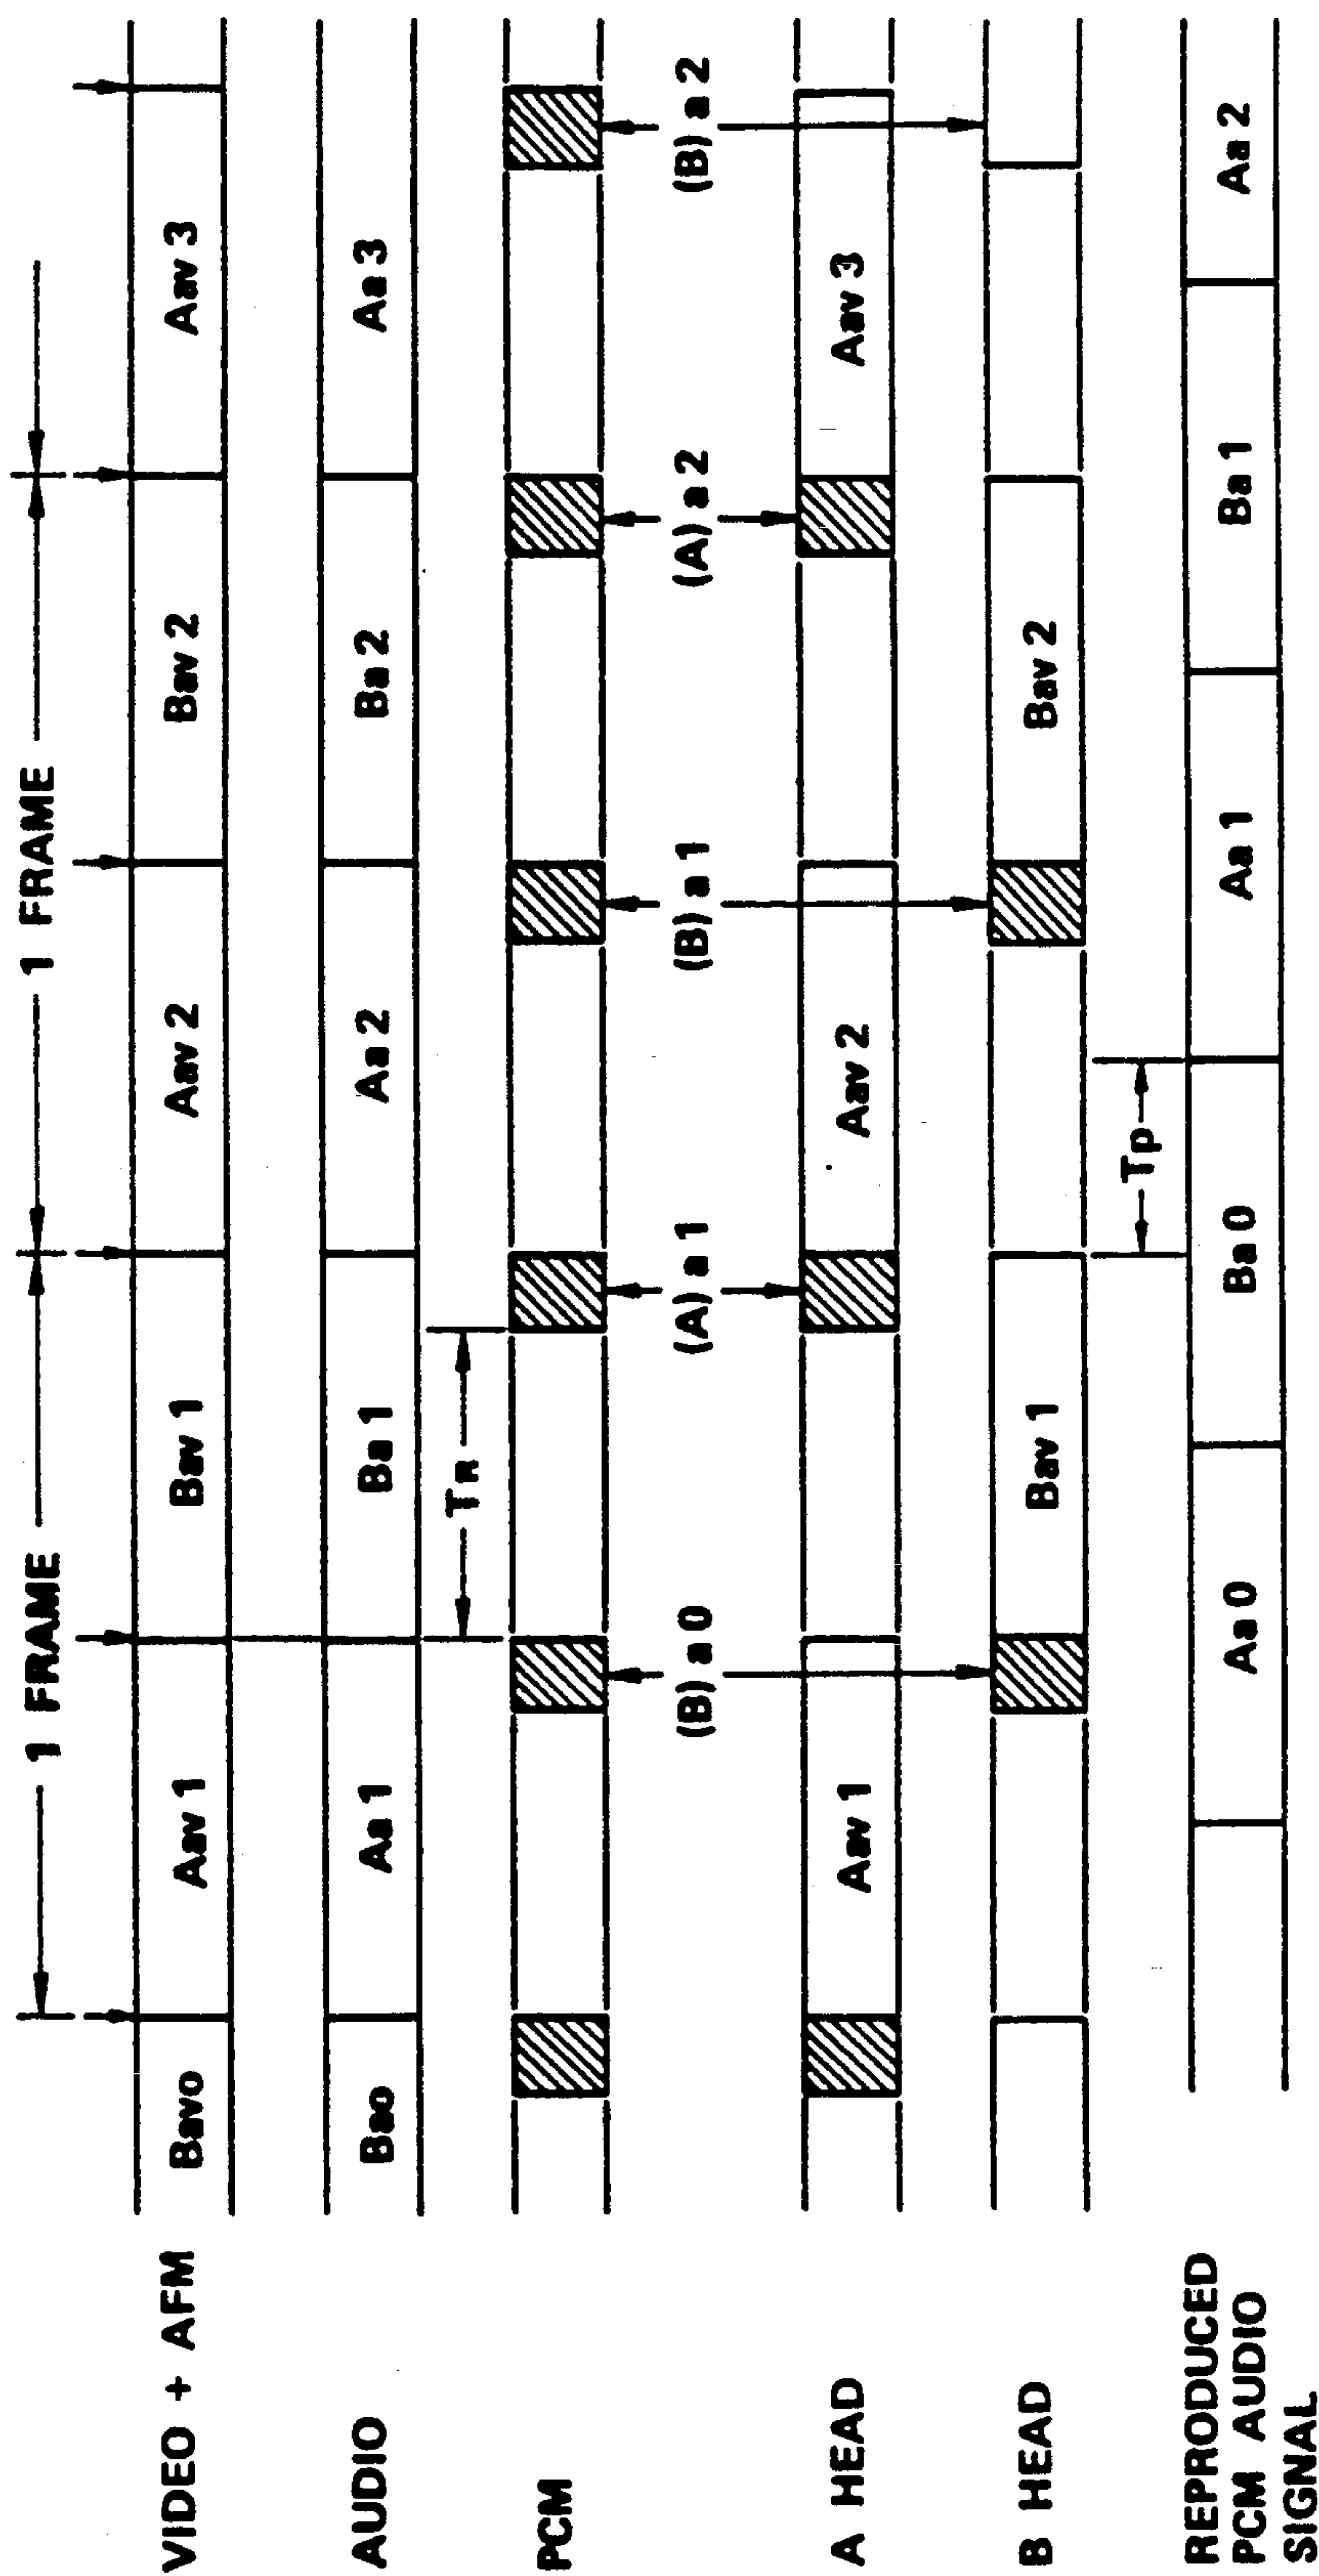 1 FRAME 1 FRAME
VIDEO + AFM Bavo Aav 1 Bav 1 Aav 2 Bav 2 Aav 3
AUDIO Bao Aa 1 Ba 1 Aa 2 Ba 2 Aa 3
TR
PCM
(B) a 0 (A) a 1 (B) a 1 (A) a 2 (B) a 2
A HEAD Aav 1 Aav 2 Aav 3
B HEAD Bav 1 Bav 2
Tp
REPRODUCED
PCM AUDIO Aa 0 Ba 0 Aa 1 Ba 1 Aa 2
SIGNAL